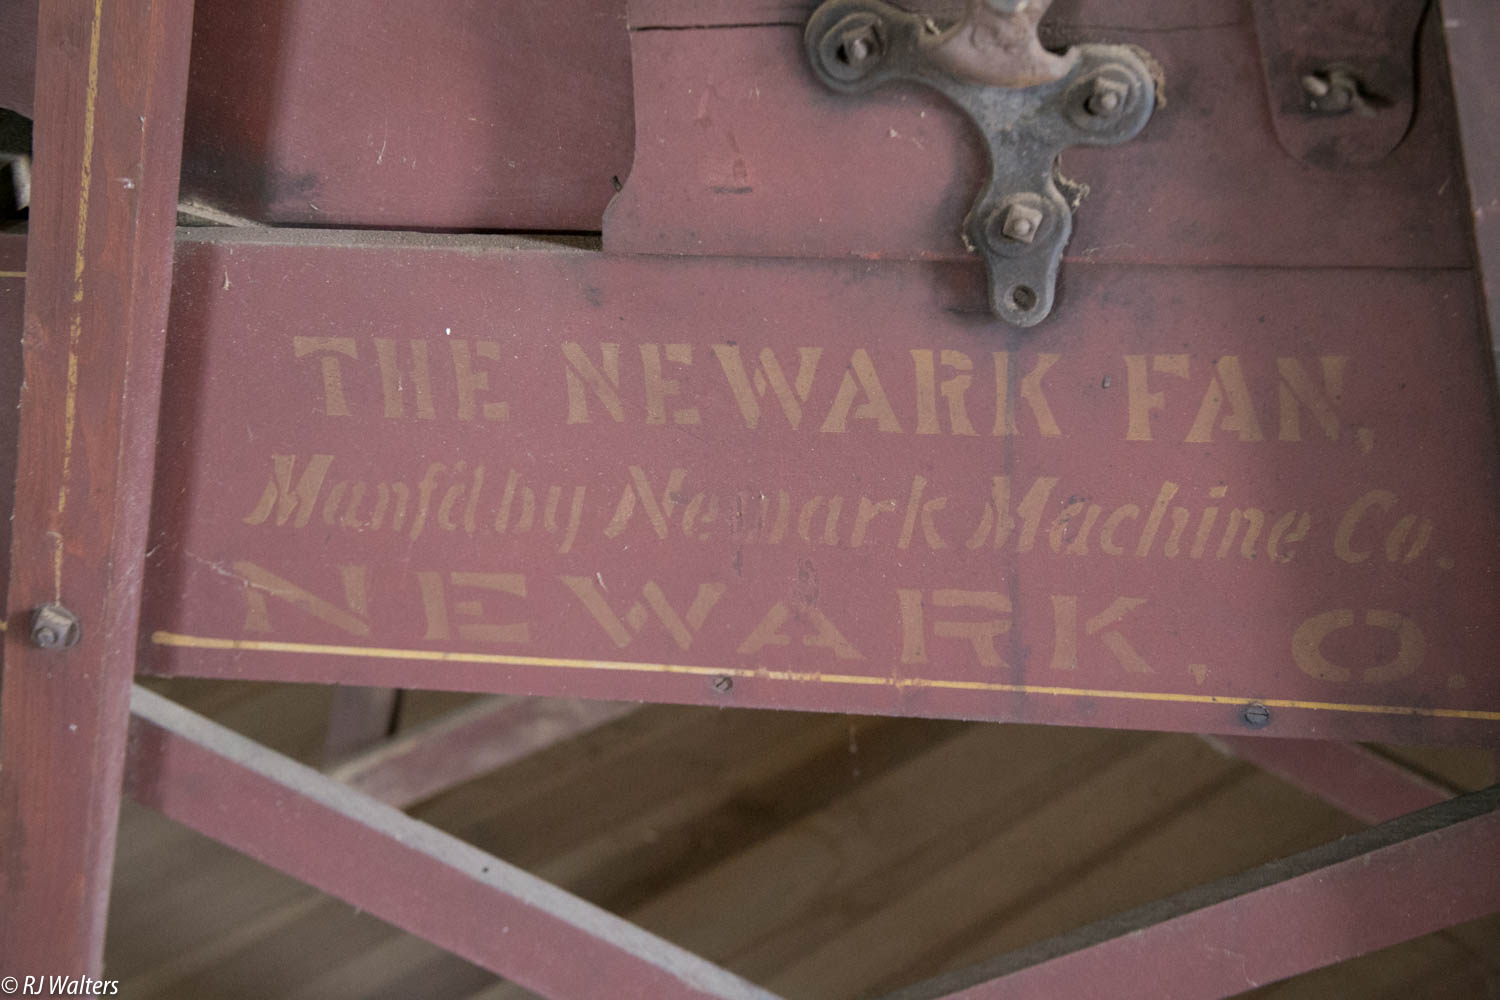 THE NEWARK FAN,
Manf'd by Newark Machine Co.
NEWARK, O.
© RJ Walters